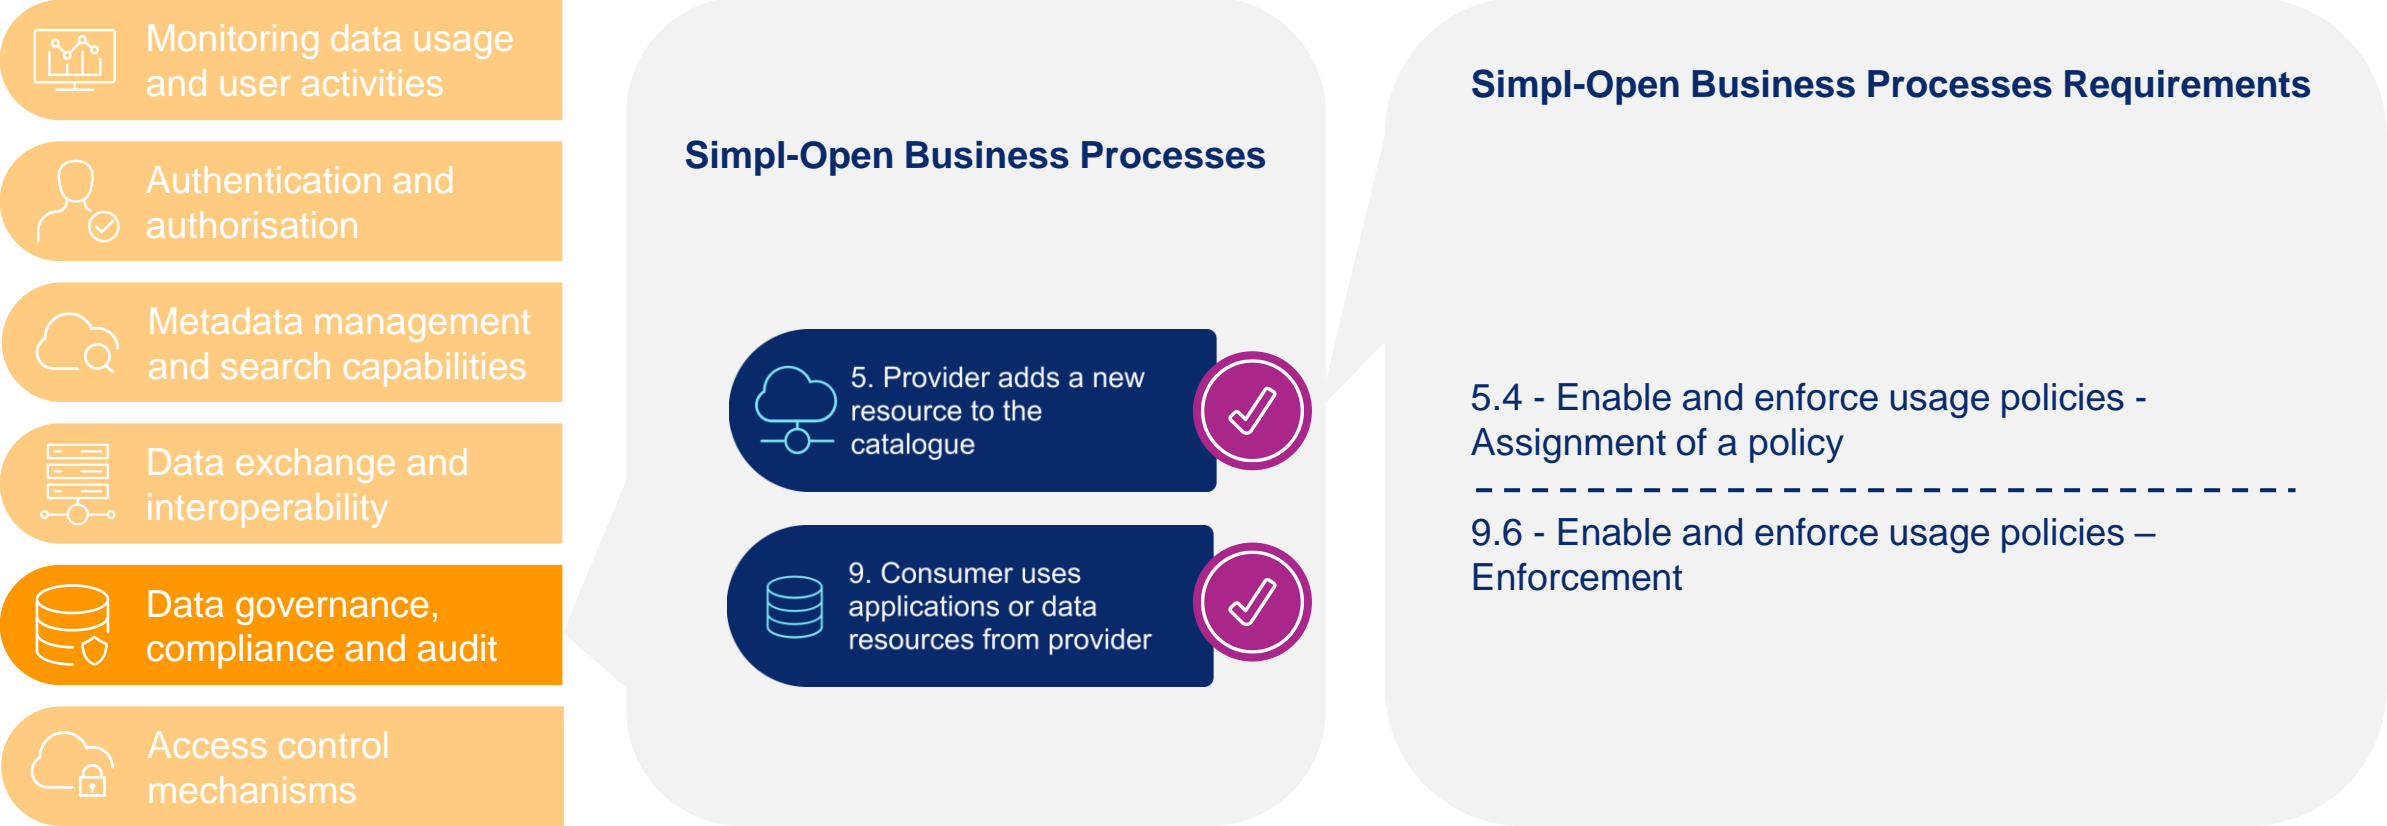 Monitoring data usage
and user activities
Authentication and
authorisation
Metadata management
and search capabilities
Data exchange and
interoperability
Data governance,
compliance and audit
Access control
mechanisms
Simpl-Open Business Processes
5. Provider adds a new
resource to the
catalogue
9. Consumer uses
applications or data
resources from provider
Simpl-Open Business Processes Requirements
5.4 - Enable and enforce usage policies -
Assignment of a policy
9.6 - Enable and enforce usage policies –
Enforcement